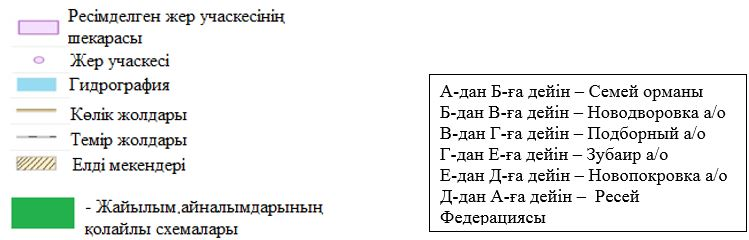 Ресімделген жер учаскесінің
шекарасы
Жер учаскесі
Гидрография
Көлік жолдары
Темір жолдары
Елді мекендері
- Жайылым.айналымдарының
қолайлы схемалары
А-дан Б-ға дейін – Семей орманы
Б-дан В-ға дейін – Новодворовка а/о
В-дан Г-ға дейін – Подборный а/о
Г-дан Е-ға дейін – Зубаир а/о
Е-дан Д-ға дейін – Новопокровка а/о
Д-дан А-ға дейін – Ресей
Федерациясы